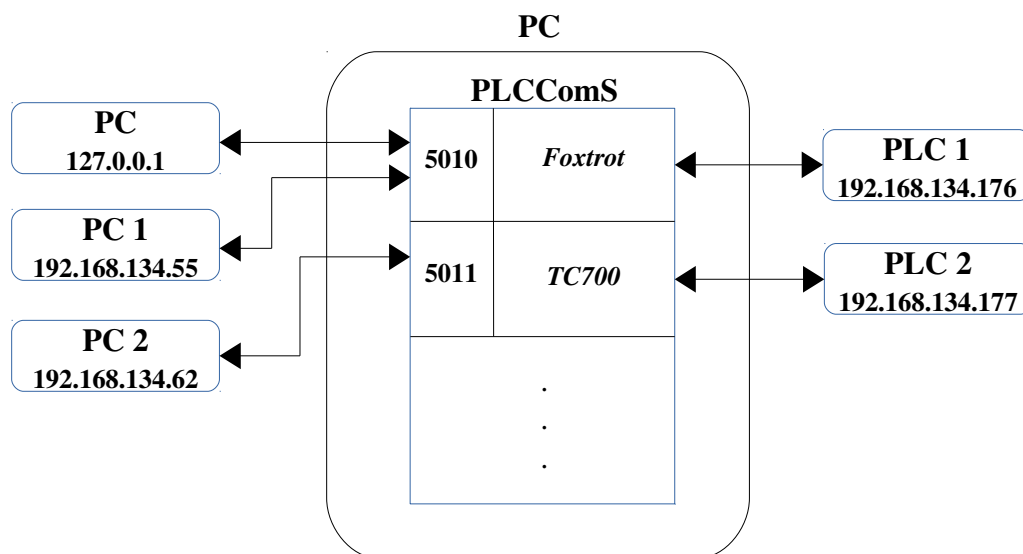 PC
PLCComS
PC
127.0.0.1
PC 1
192.168.134.55
PC 2
192.168.134.62
5010
Foxtrot
5011
TC700
.
.
.
PLC 1
192.168.134.176
PLC 2
192.168.134.177